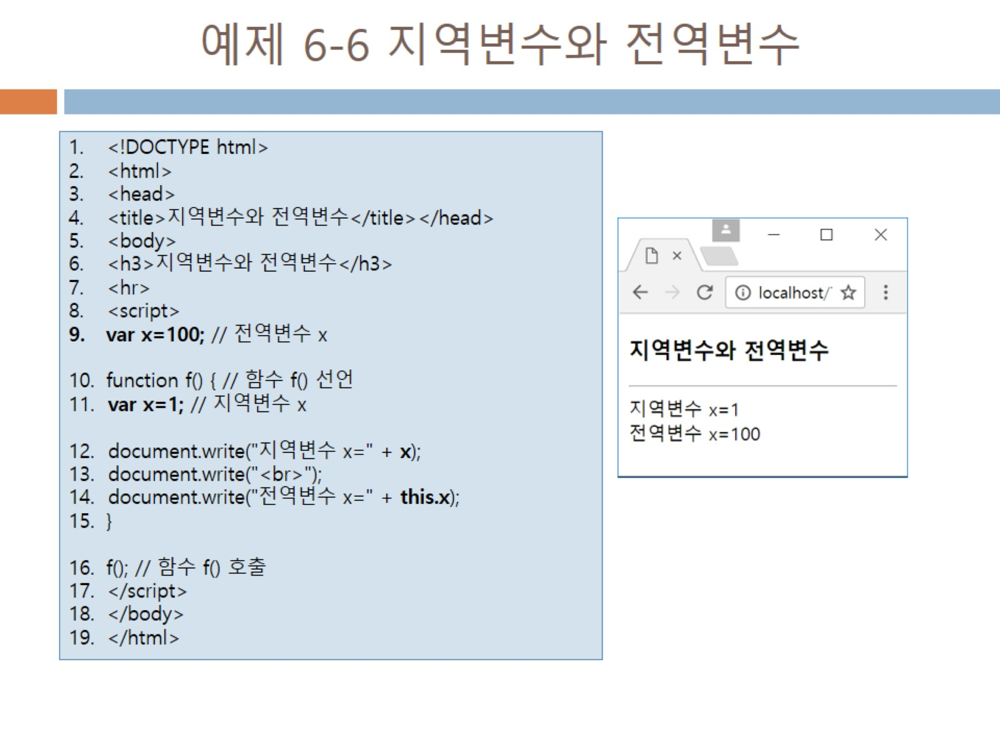 예제 6-6 지역변수와 전역변수
1. <!DOCTYPE html>
2. <html>
3. <head>
4. <title>지역변수와 전역변수</title></head>
5. <body>
6. <h3>지역변수와 전역변수</h3>
7. <hr>
8. <script>
9. var x=100; // 전역변수 x
10. function f() { // 함수 f() 선언
11. var x=1; // 지역변수 x
12. document.write("지역변수 x=" + x);
13. document.write("<br>");
14. document.write("전역변수 x=" + this.x);
15. }
16. f(); // 함수 f() 호출
17. </script>
18. </body>
19. </html>
localhost/
지역변수와 전역변수
지역변수 x=1
전역변수 x=100